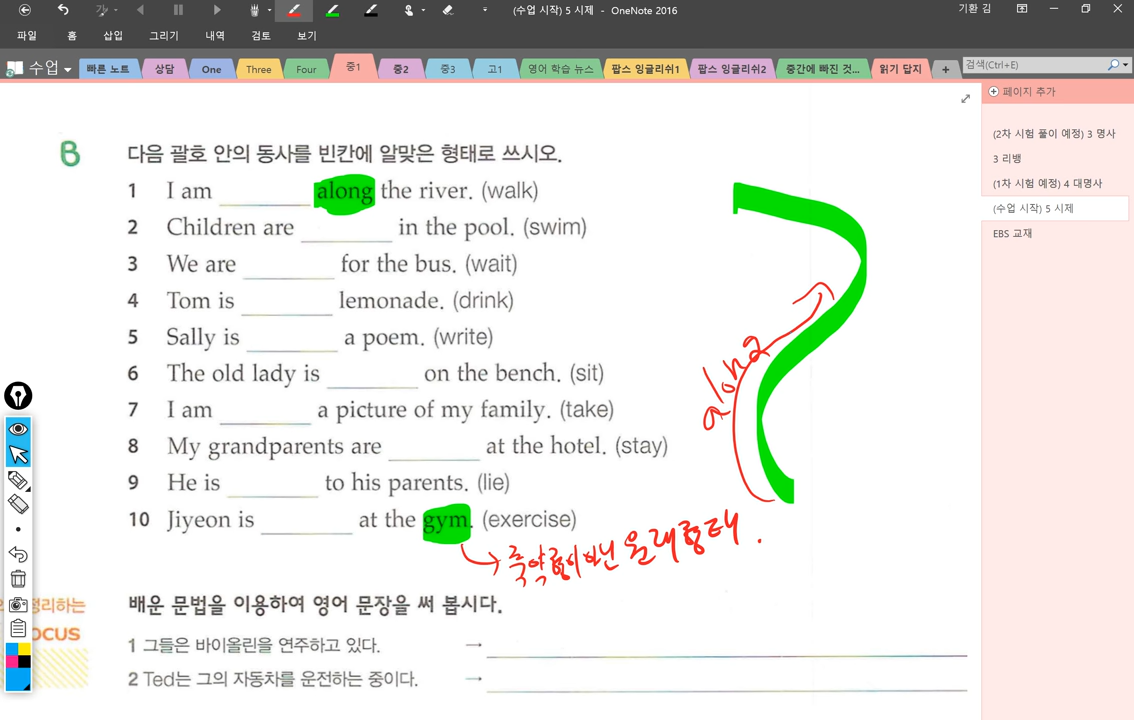 (수업 시작) 5 시제 - OneNote 2016
기환 김
파일 홈 삽입 그리기 내역 검토 보기
수업 빠른 노트 상담 One Three Four 중1 중2 중3 고1 영어 학습 뉴스 팝스 잉글리쉬1 팝스 잉글리쉬2 중간에 빠진 것... 읽기 답지 + 검색(Ctrl+E)
페이지 추가
(2차 시험 풀이 예정) 3 명사
3 리뱅
(1차 시험 예정) 4 대명사
(수업 시작) 5 시제
EBS 교재
B 다음 괄호 안의 동사를 빈칸에 알맞은 형태로 쓰시오.
1 I am ________ along the river. (walk)
2 Children are ________ in the pool. (swim)
3 We are ________ for the bus. (wait)
4 Tom is ________ lemonade. (drink)
5 Sally is ________ a poem. (write)
6 The old lady is ________ on the bench. (sit)
7 I am ________ a picture of my family. (take)
8 My grandparents are ________ at the hotel. (stay)
9 He is ________ to his parents. (lie)
10 Jiyeon is ________ at the gym. (exercise)
along
아닌 원래형태.
정리하는
OCUS
배운 문법을 이용하여 영어 문장을 써 봅시다.
1 그들은 바이올린을 연주하고 있다. →
2 Ted는 그의 자동차를 운전하는 중이다. →